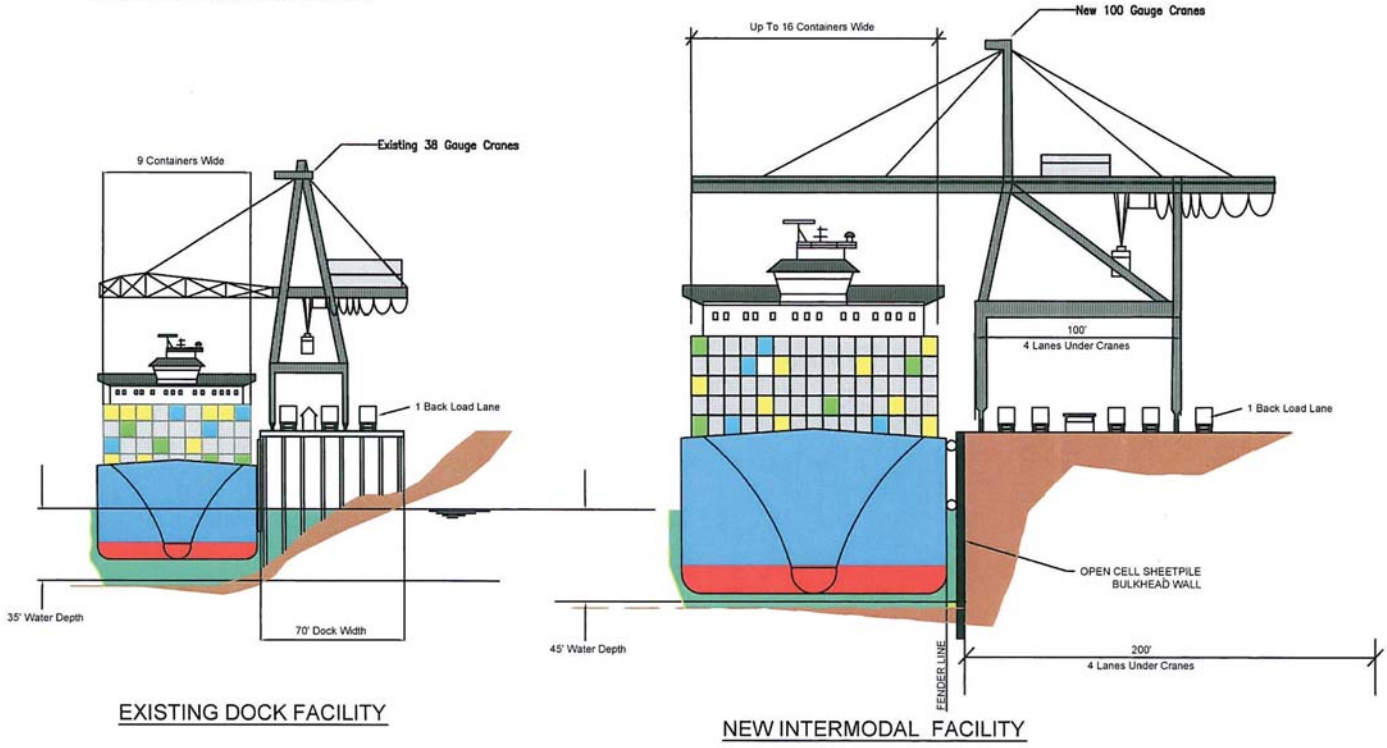 New 100 Gauge Cranes
Up To 16 Containers Wide
Existing 38 Gauge Cranes
9 Containers Wide
100'
4 Lanes Under Cranes
1 Back Load Lane
1 Back Load Lane
OPEN CELL SHEETPILE
BULKHEAD WALL
35' Water Depth
70' Dock Width
45' Water Depth
FENDER LINE
200'
4 Lanes Under Cranes
EXISTING DOCK FACILITY
NEW INTERMODAL FACILITY